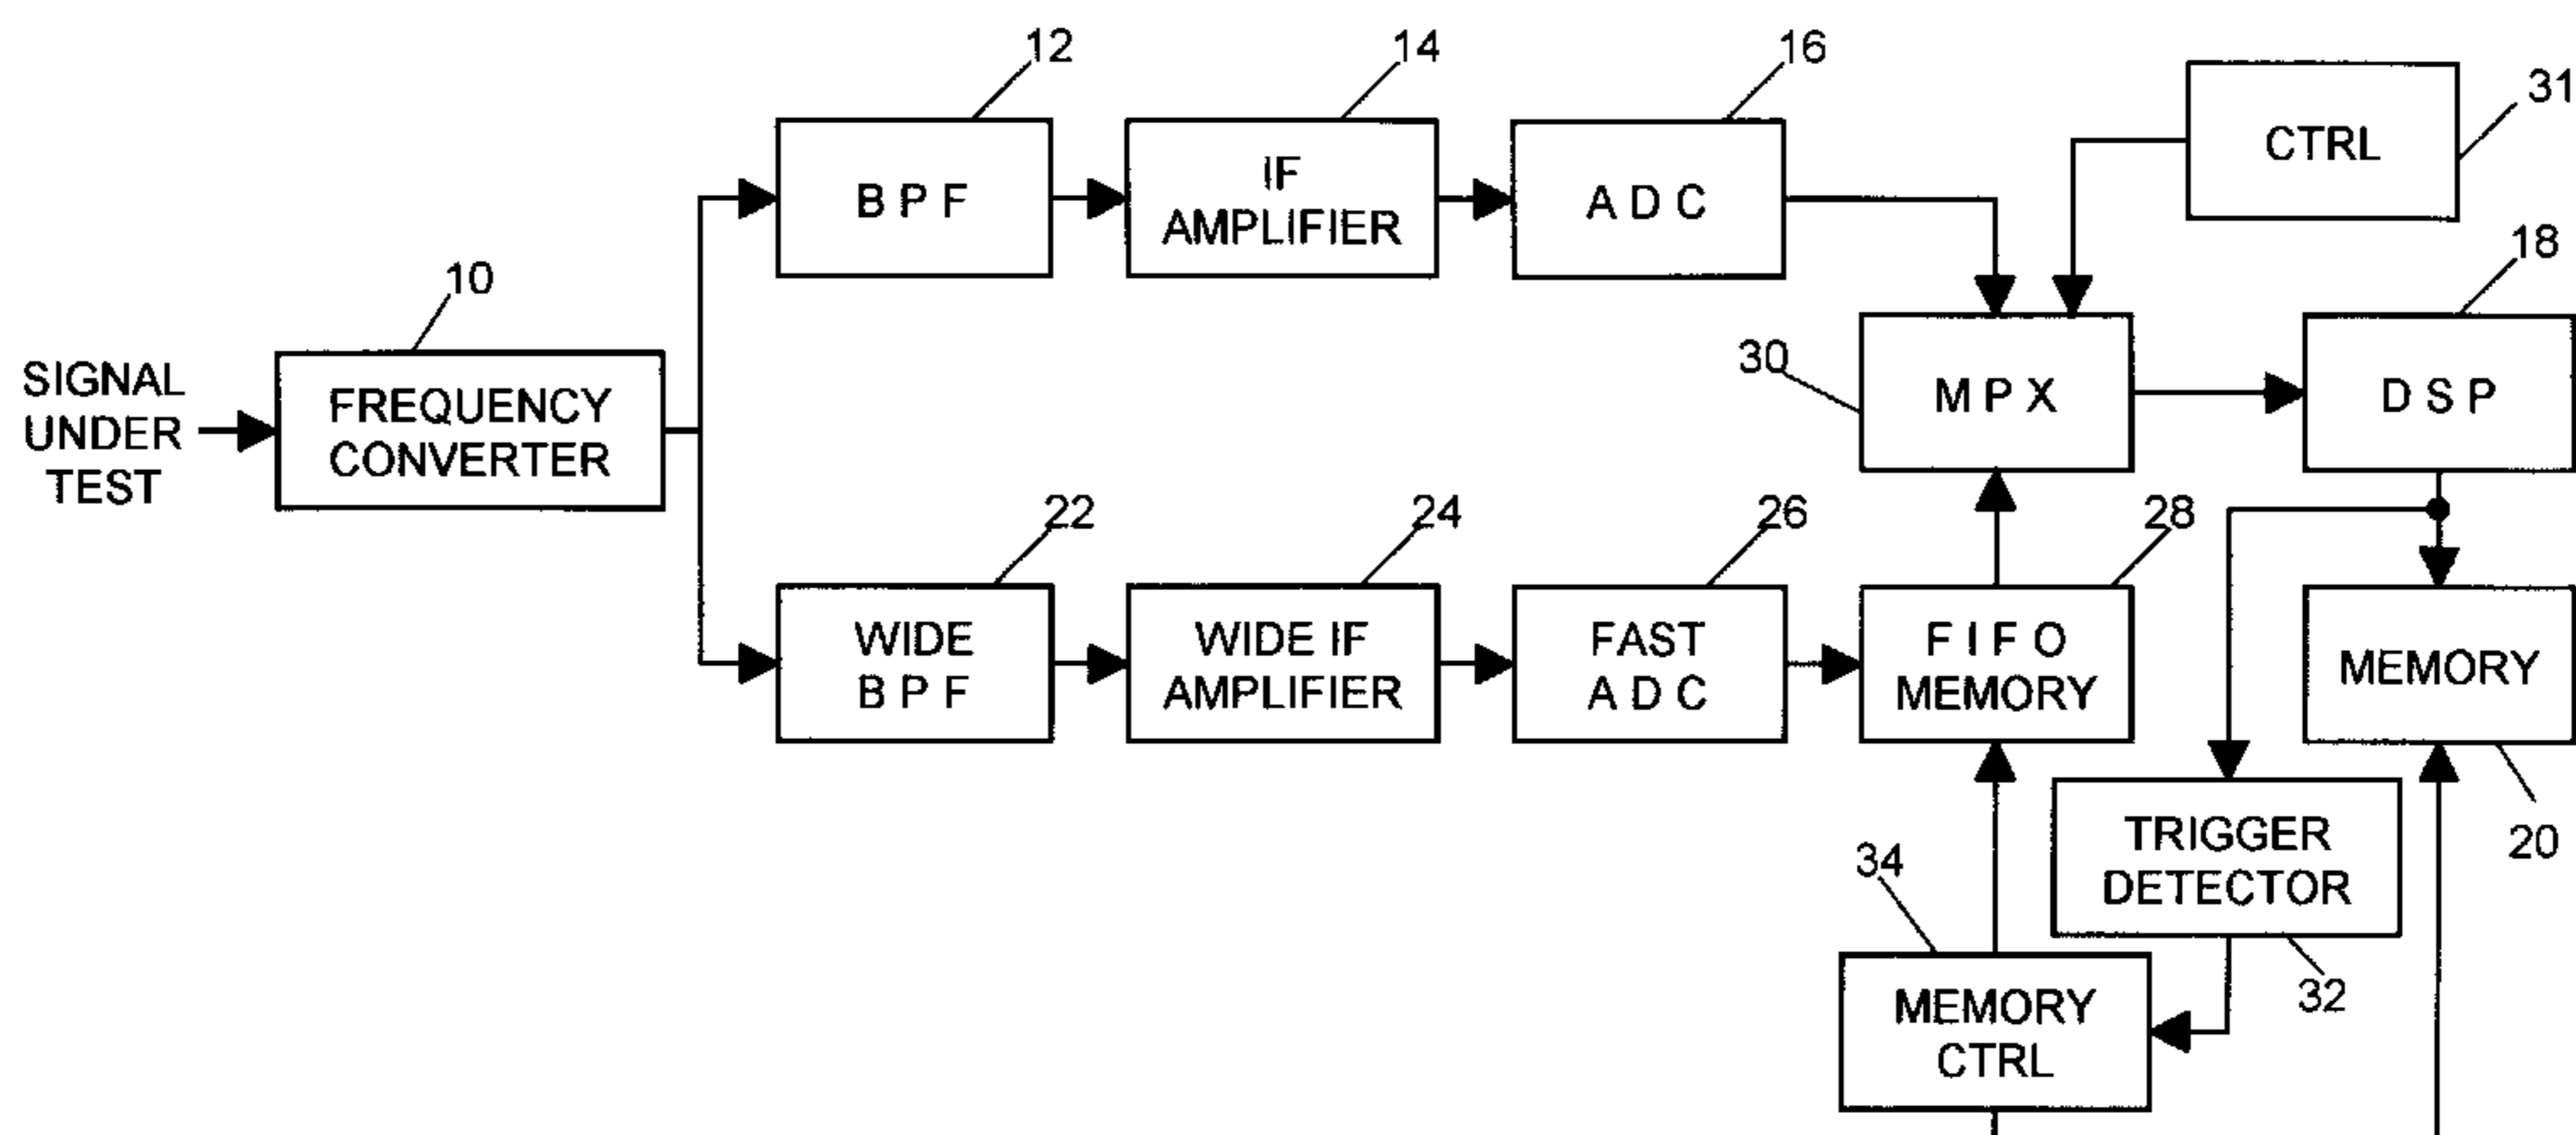 12
14
16
31
CTRL
B P F
IF
AMPLIFIER
A D C
18
10
SIGNAL
UNDER
TEST
FREQUENCY
CONVERTER
30
M P X
D S P
22
24
26
28
WIDE
B P F
WIDE IF
AMPLIFIER
FAST
A D C
F I F O
MEMORY
MEMORY
20
TRIGGER
DETECTOR
34
32
MEMORY
CTRL